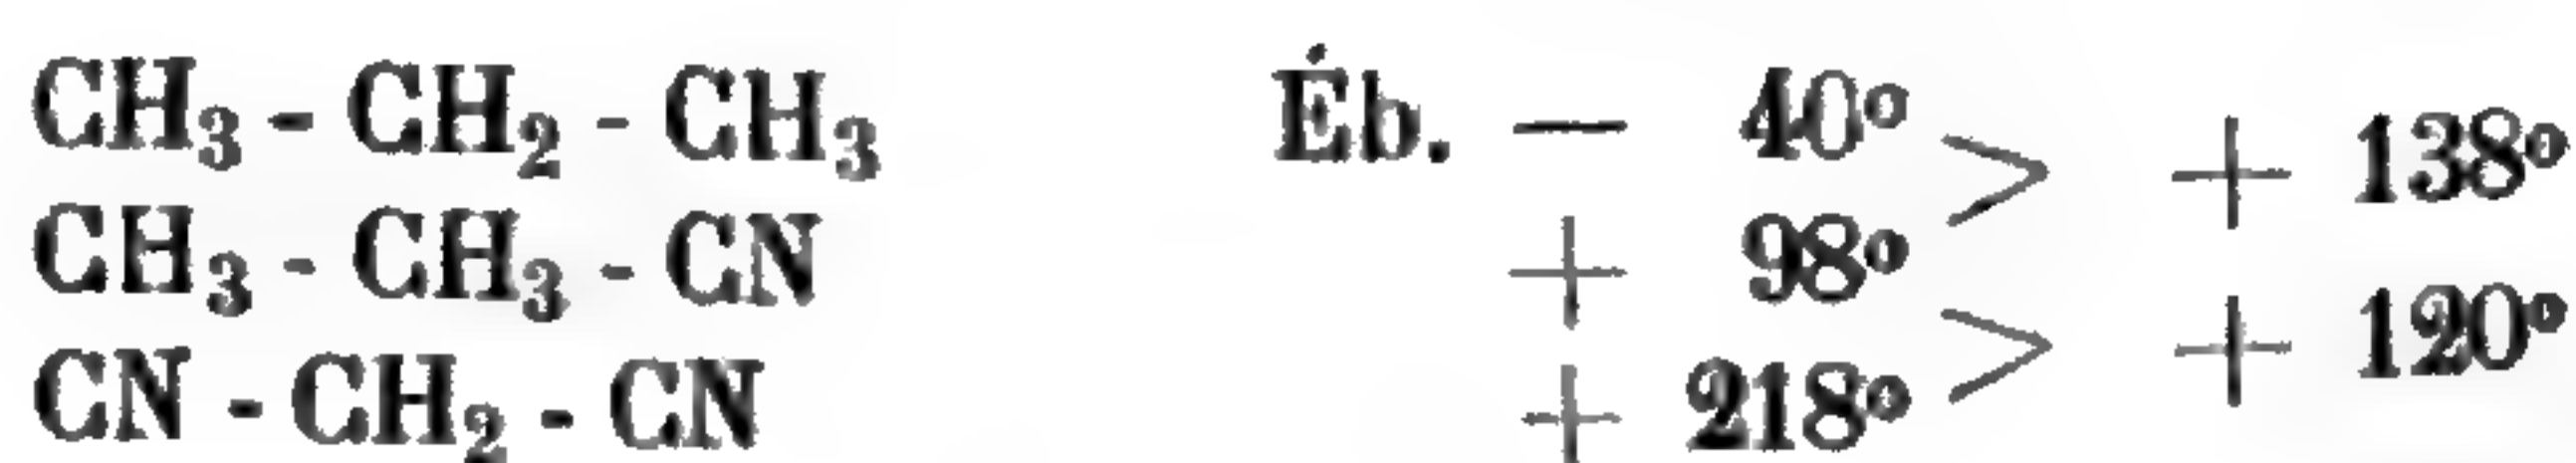 CH₃ - CH₂ - CH₃ Éb. — 40° > + 138°
CH₃ - CH₃ - CN + 98°
CN - CH₂ - CN + 218° > + 120°